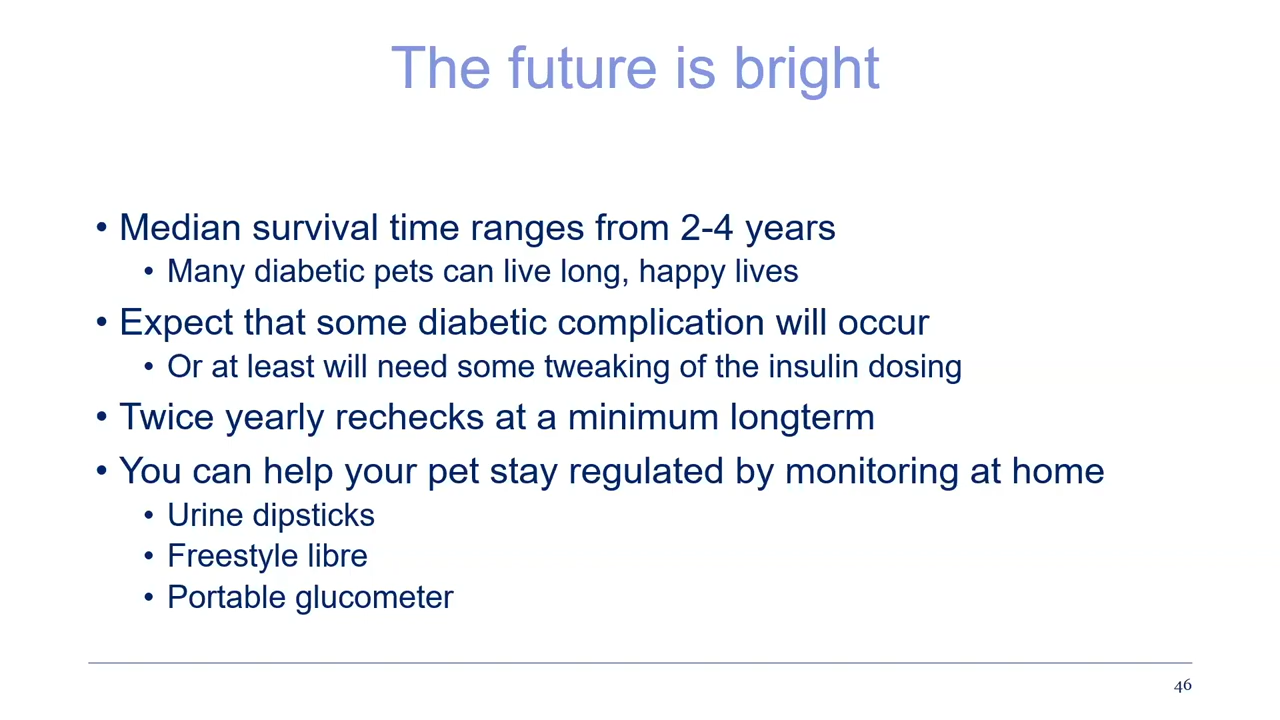 The future is bright
• Median survival time ranges from 2-4 years
• Many diabetic pets can live long, happy lives
• Expect that some diabetic complication will occur
• Or at least will need some tweaking of the insulin dosing
• Twice yearly rechecks at a minimum longterm
• You can help your pet stay regulated by monitoring at home
• Urine dipsticks
• Freestyle libre
• Portable glucometer
46